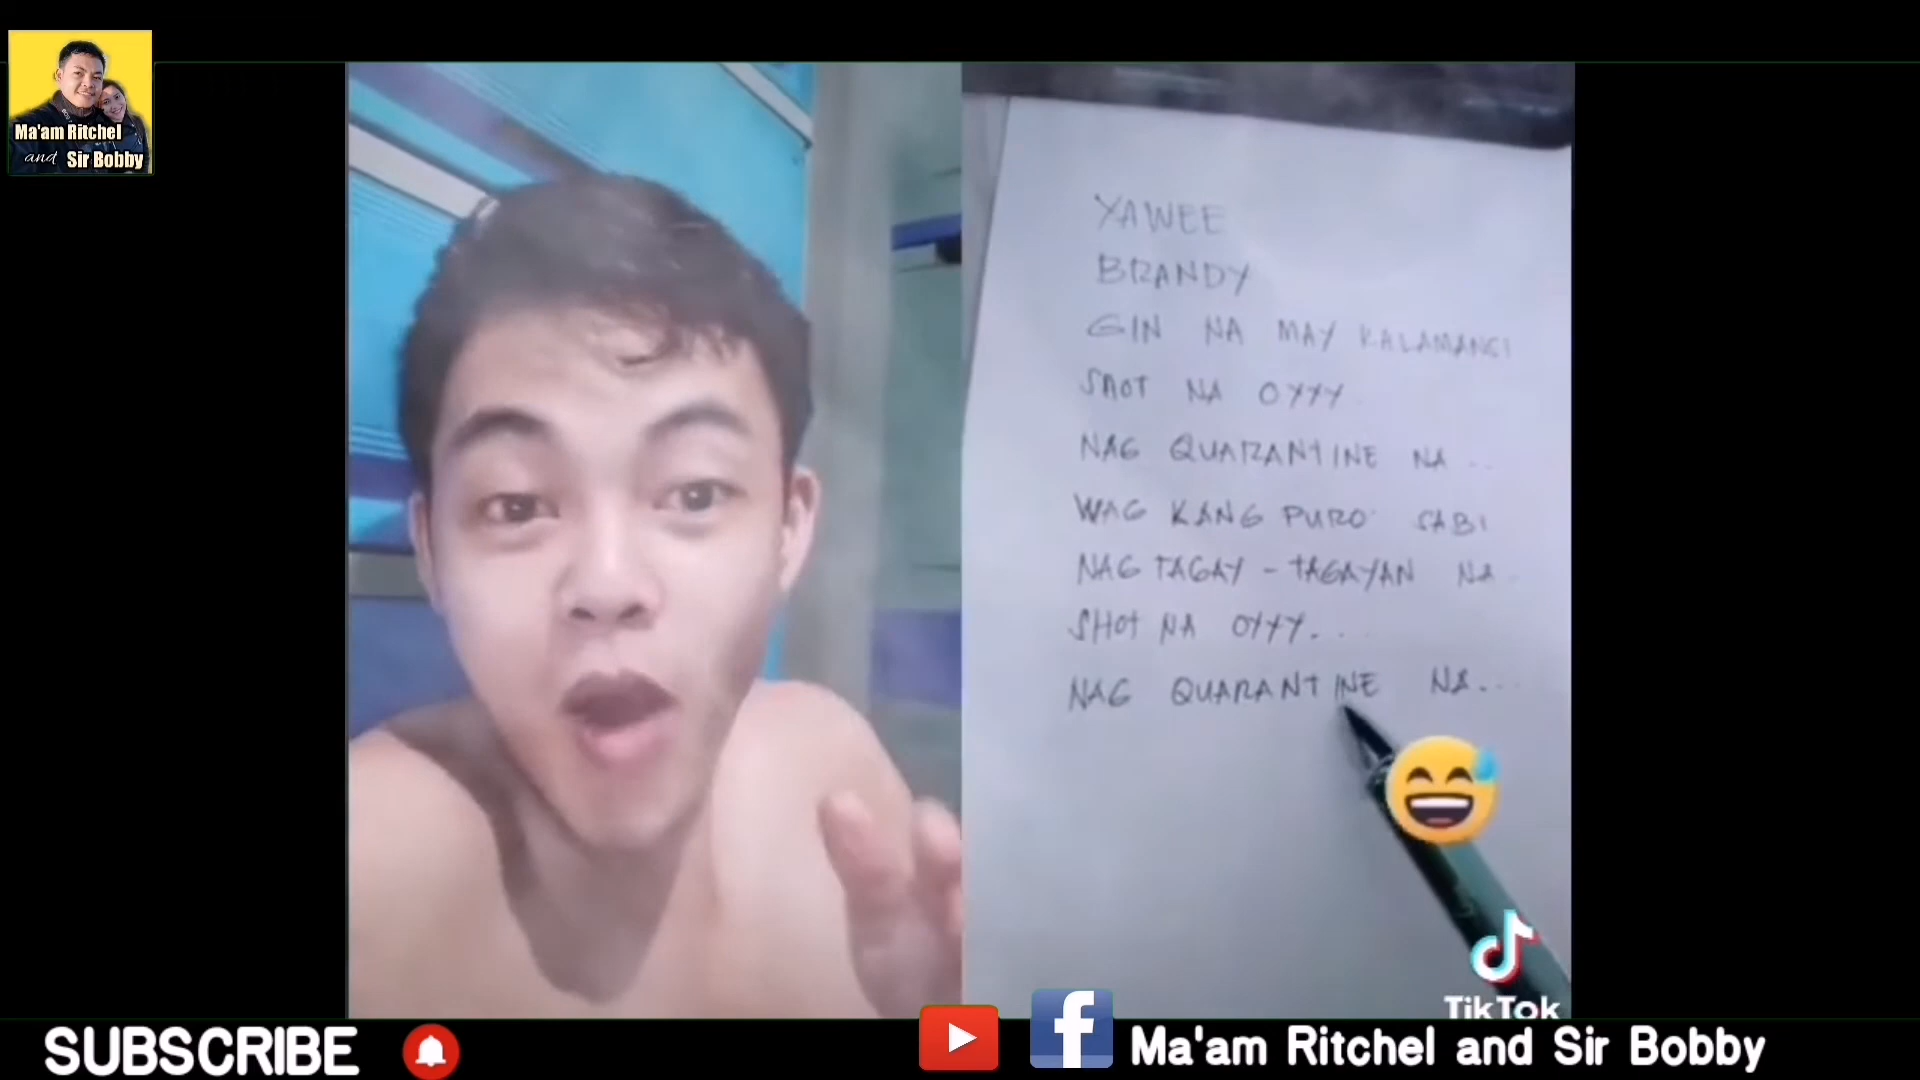 Ma'am Ritchel
and Sir Bobby
YAWEE
BRANDY
GIN NA MAY KALAMANSI
SHOT NA OYYY
NAG QUARANTINE NA ..
WAG KANG PURO SABI
NAG TAGAY - TAGAYAN NA
SHOT NA OYYY...
NAG QUARANTINE NA....
TikTok
SUBSCRIBE
Ma'am Ritchel and Sir Bobby